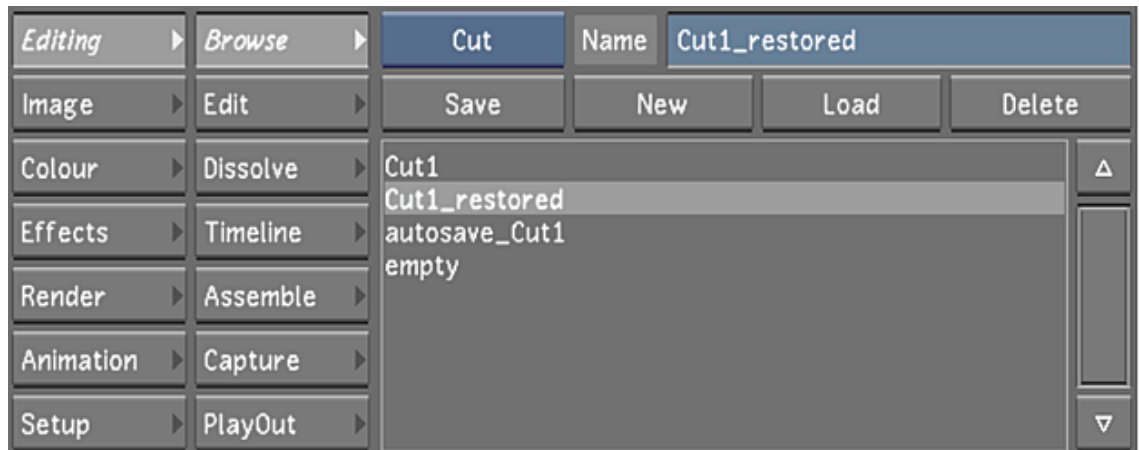 Editing Browse Cut Name Cut1_restored
Image Edit Save New Load Delete
Colour Dissolve Cut1
Cut1_restored
Effects Timeline autosave_Cut1
empty
Render Assemble
Animation Capture
Setup PlayOut